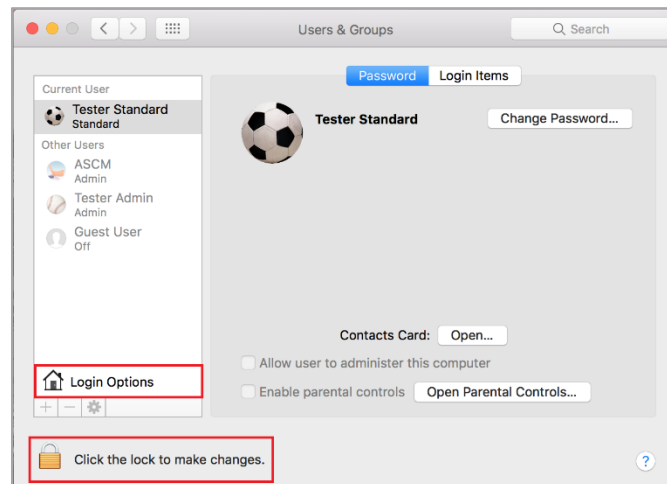 Users & Groups
Search
Password
Login Items
Current User
Tester Standard
Standard
Other Users
ASCM
Admin
Tester Admin
Admin
Guest User
Off
Login Options
Tester Standard
Change Password...
Contacts Card:
Open...
Allow user to administer this computer
Enable parental controls
Open Parental Controls...
Click the lock to make changes.
?